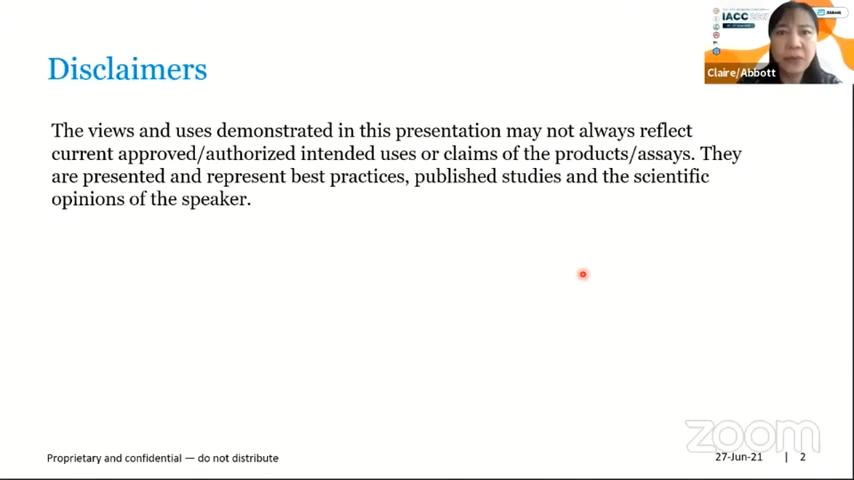 Disclaimers
The views and uses demonstrated in this presentation may not always reflect
current approved/authorized intended uses or claims of the products/assays. They
are presented and represent best practices, published studies and the scientific
opinions of the speaker.
IACC
Abbott
Claire/Abbott
zoom
Proprietary and confidential — do not distribute
27-Jun-21 | 2